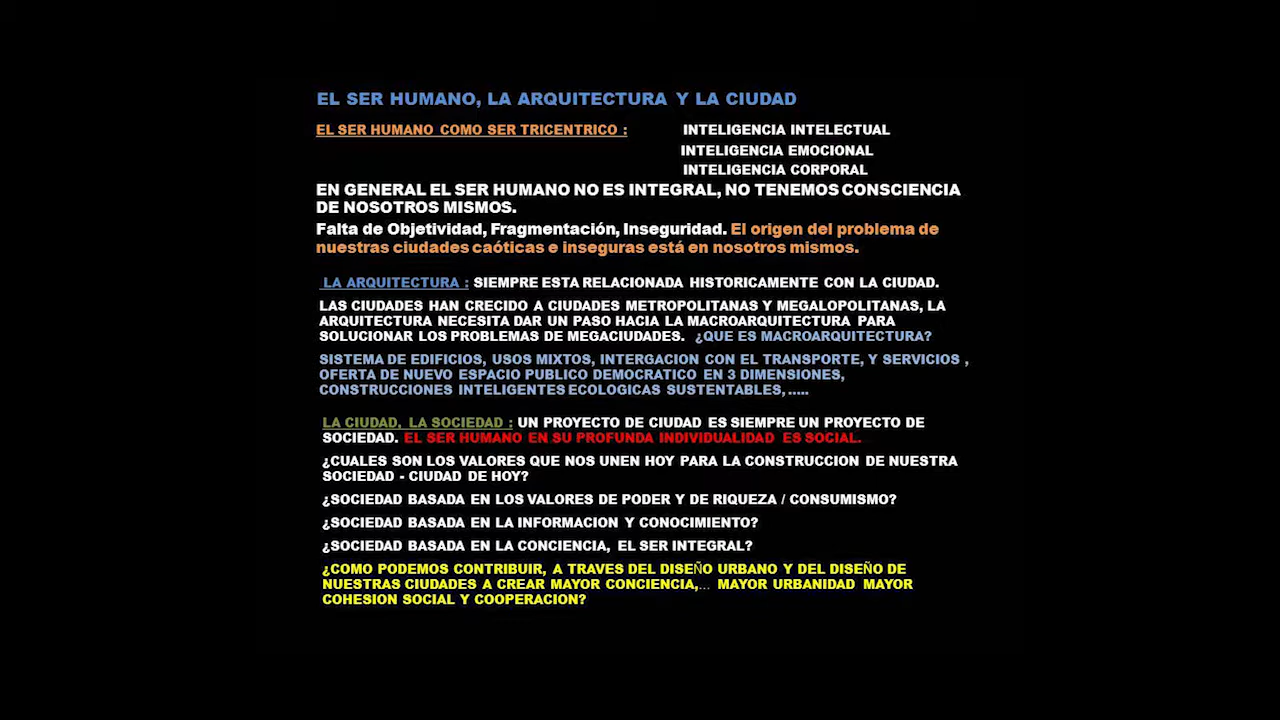 EL SER HUMANO, LA ARQUITECTURA Y LA CIUDAD
EL SER HUMANO COMO SER TRICENTRICO : INTELIGENCIA INTELECTUAL
INTELIGENCIA EMOCIONAL
INTELIGENCIA CORPORAL
EN GENERAL EL SER HUMANO NO ES INTEGRAL, NO TENEMOS CONSCIENCIA
DE NOSOTROS MISMOS.
Falta de Objetividad, Fragmentación, Inseguridad. El origen del problema de
nuestras ciudades caóticas e inseguras está en nosotros mismos.
LA ARQUITECTURA : SIEMPRE ESTA RELACIONADA HISTORICAMENTE CON LA CIUDAD.
LAS CIUDADES HAN CRECIDO A CIUDADES METROPOLITANAS Y MEGALOPOLITANAS, LA
ARQUITECTURA NECESITA DAR UN PASO HACIA LA MACROARQUITECTURA PARA
SOLUCIONAR LOS PROBLEMAS DE MEGACIUDADES. ¿QUE ES MACROARQUITECTURA?
SISTEMA DE EDIFICIOS, USOS MIXTOS, INTERGACION CON EL TRANSPORTE, Y SERVICIOS ,
OFERTA DE NUEVO ESPACIO PUBLICO DEMOCRATICO EN 3 DIMENSIONES,
CONSTRUCCIONES INTELIGENTES ECOLOGICAS SUSTENTABLES, .....
LA CIUDAD, LA SOCIEDAD : UN PROYECTO DE CIUDAD ES SIEMPRE UN PROYECTO DE
SOCIEDAD. EL SER HUMANO EN SU PROFUNDA INDIVIDUALIDAD ES SOCIAL.
¿CUALES SON LOS VALORES QUE NOS UNEN HOY PARA LA CONSTRUCCION DE NUESTRA
SOCIEDAD - CIUDAD DE HOY?
¿SOCIEDAD BASADA EN LOS VALORES DE PODER Y DE RIQUEZA / CONSUMISMO?
¿SOCIEDAD BASADA EN LA INFORMACION Y CONOCIMIENTO?
¿SOCIEDAD BASADA EN LA CONCIENCIA, EL SER INTEGRAL?
¿COMO PODEMOS CONTRIBUIR, A TRAVES DEL DISEÑO URBANO Y DEL DISEÑO DE
NUESTRAS CIUDADES A CREAR MAYOR CONCIENCIA,... MAYOR URBANIDAD MAYOR
COHESION SOCIAL Y COOPERACION?